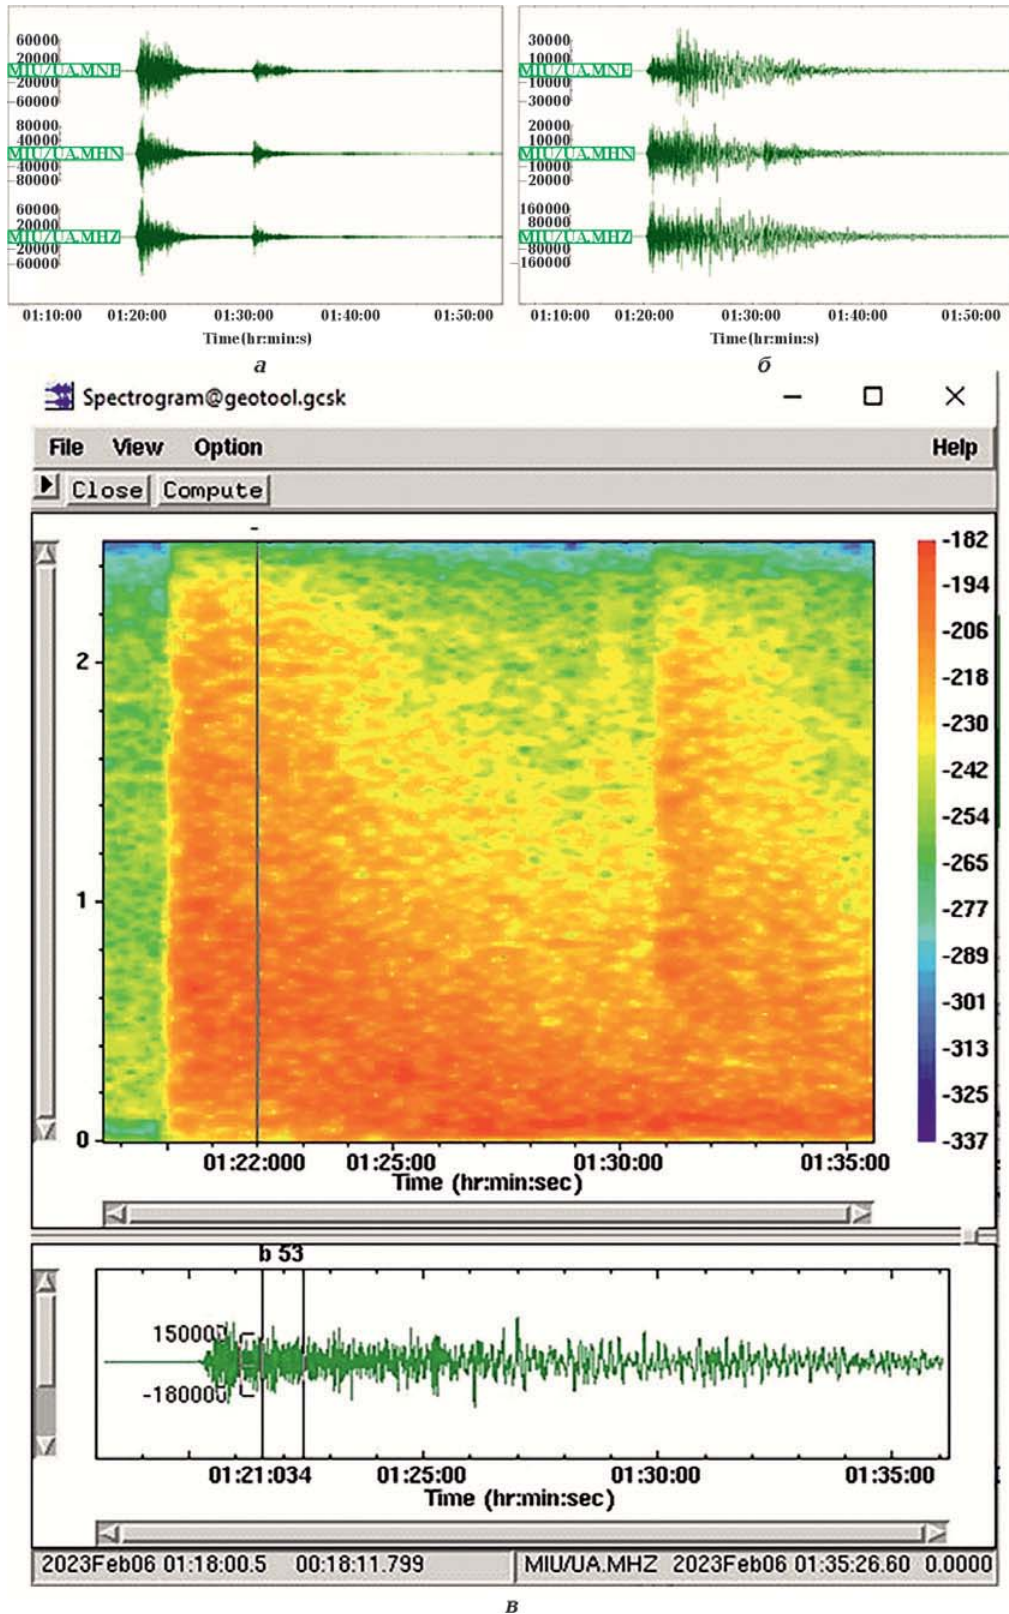 60000
20000
MIU/UA.MNE
20000
60000
80000
40000
MIU/UA.MHN
40000
80000
60000
20000
MIU/UA.MHZ
20000
60000
01:10:00 01:20:00 01:30:00 01:40:00 01:50:00
Time(hr:min:s)
а
30000
10000
MIU/UA.MNE
10000
30000
20000
10000
MIU/UA.MHN
10000
20000
160000
80000
MIU/UA.MHZ
-80000
-160000
01:10:00 01:20:00 01:30:00 01:40:00 01:50:00
Time(hr:min:s)
б
Spectrogram@geotool.gcsk
File View Option Help
Close Compute
-
2
1
0
-182
-194
-206
-218
-230
-242
-254
-265
-277
-289
-301
-313
-325
-337
01:22:000 01:25:00 01:30:00 01:35:00
Time (hr:min:sec)
b 53
150000
-180000
01:21:034 01:25:00 01:30:00 01:35:00
Time (hr:min:sec)
2023Feb06 01:18:00.5 00:18:11.799 MIU/UA.MHZ 2023Feb06 01:35:26.60 0.0000
в